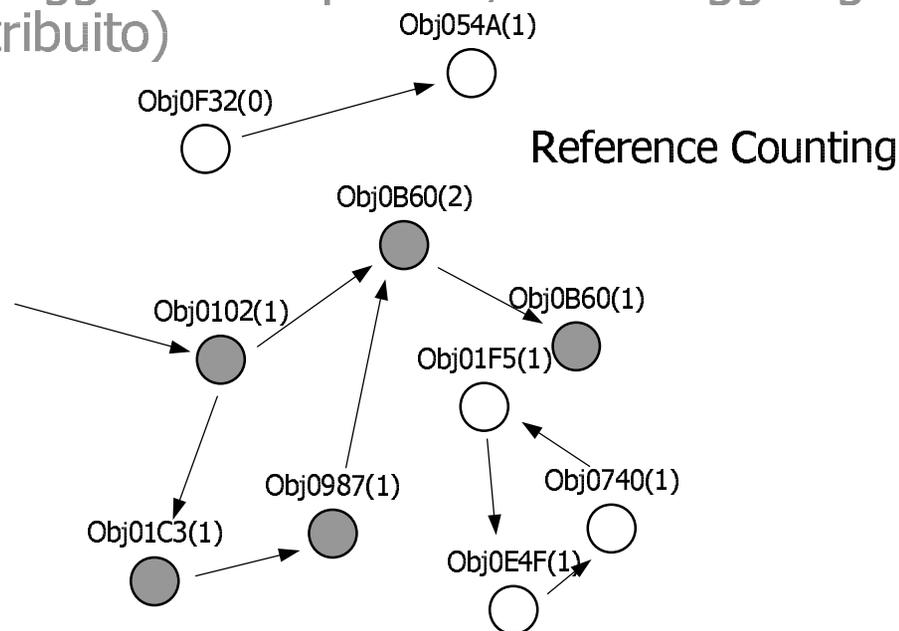 tribuito)
Obj054A(1)
Obj0F32(0)
Reference Counting
Obj0B60(2)
Obj0102(1)
Obj0B60(1)
Obj01F5(1)
Obj0987(1)
Obj0740(1)
Obj01C3(1)
Obj0E4F(1)